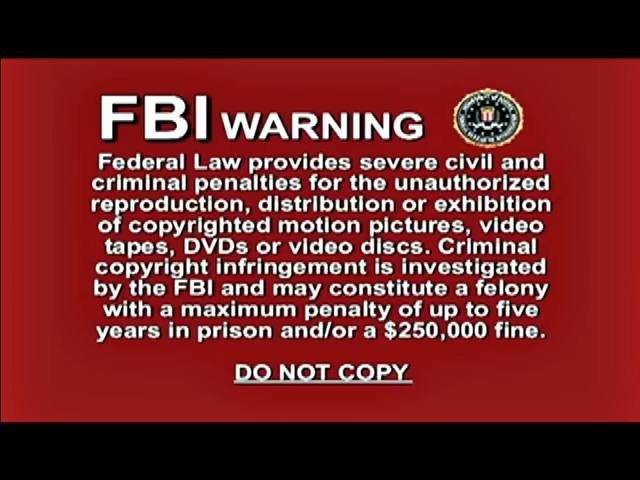 FBI WARNING
Federal Law provides severe civil and
criminal penalties for the unauthorized
reproduction, distribution or exhibition
of copyrighted motion pictures, video
tapes, DVDs or video discs. Criminal
copyright infringement is investigated
by the FBI and may constitute a felony
with a maximum penalty of up to five
years in prison and/or a $250,000 fine.
DO NOT COPY